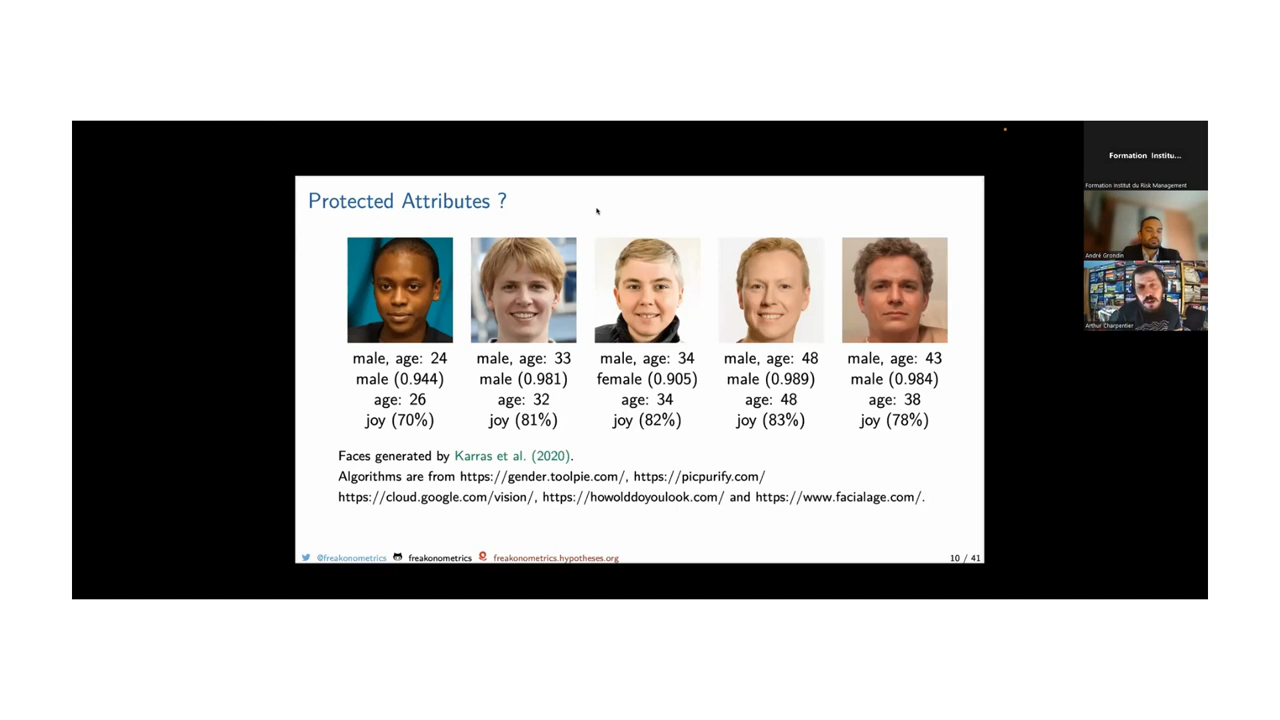 Protected Attributes ?
male, age: 24 male, age: 33 male, age: 34 male, age: 48 male, age: 43
male (0.944) male (0.981) female (0.905) male (0.989) male (0.984)
age: 26 age: 32 age: 34 age: 48 age: 38
joy (70%) joy (81%) joy (82%) joy (83%) joy (78%)
Faces generated by Karras et al. (2020).
Algorithms are from https://gender.toolpie.com/, https://picpurify.com/
https://cloud.google.com/vision/, https://howolddoyoulook.com/ and https://www.facialage.com/.
@freakonometrics freakonometrics freakonometrics.hypotheses.org 10 / 41
Formation Institu...
Formation Institut du Risk Management
André Grondin
Arthur Charpentier